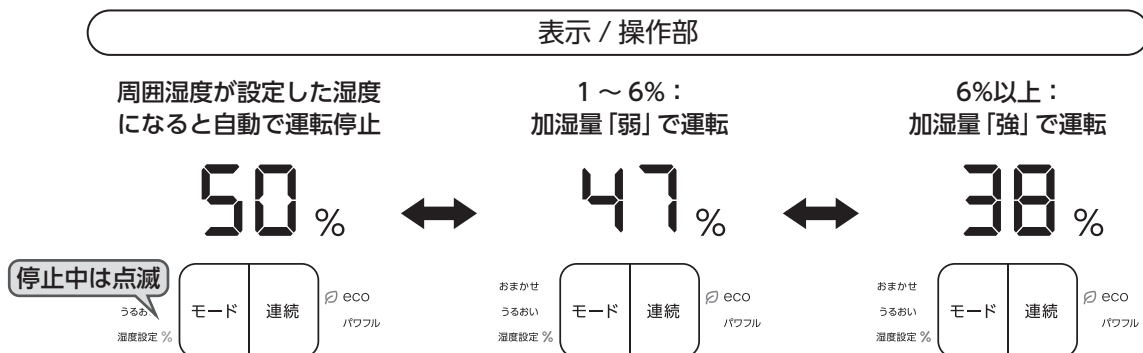 表示 / 操作部
周囲湿度が設定した湿度
になると自動で運転停止
50 %
停止中は点滅
うるお
湿度設定 %
モード
連続
eco
パワフル
1 ～ 6%：
加湿量「弱」で運転
47 %
おまかせ
うるおい
湿度設定 %
モード
連続
eco
パワフル
6%以上：
加湿量「強」で運転
38 %
おまかせ
うるおい
湿度設定 %
モード
連続
eco
パワフル